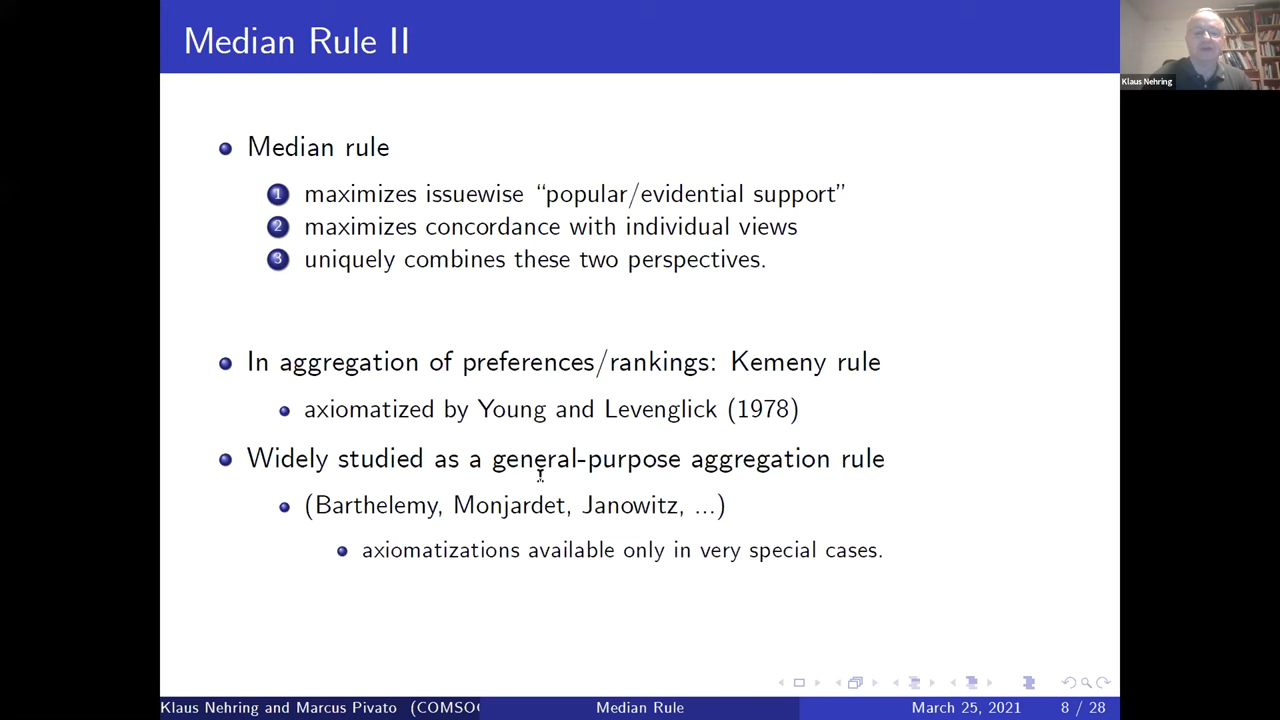 Median Rule II
Klaus Nehring
Median rule
1 maximizes issuewise “popular/evidential support”
2 maximizes concordance with individual views
3 uniquely combines these two perspectives.
In aggregation of preferences/rankings: Kemeny rule
axiomatized by Young and Levenglick (1978)
Widely studied as a general-purpose aggregation rule
(Barthelemy, Monjardet, Janowitz, ...)
axiomatizations available only in very special cases.
Klaus Nehring and Marcus Pivato (COMSOC Median Rule March 25, 2021 8 / 28